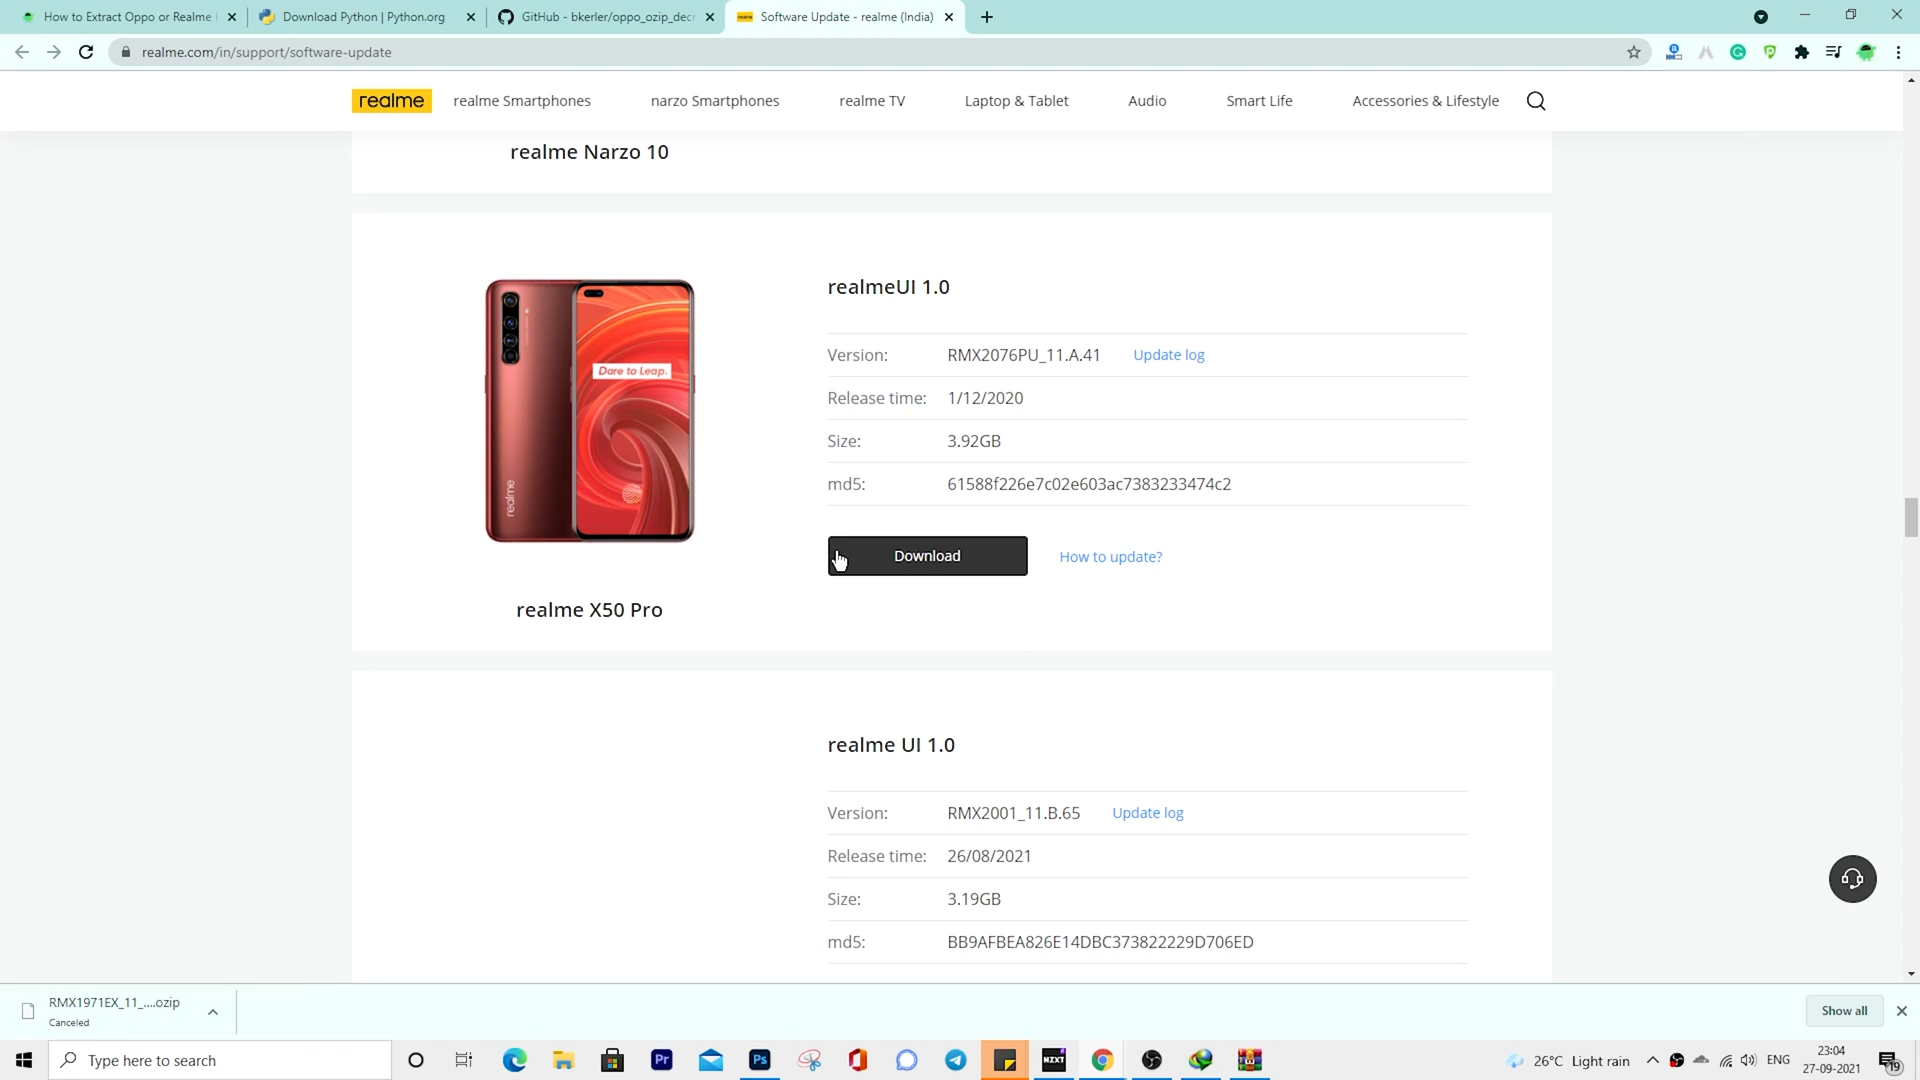 How to Extract Oppo or Realme F
Download Python | Python.org
GitHub - bkerler/oppo_ozip_decr
Software Update - realme (India)
realme.com/in/support/software-update
realme
realme Smartphones
narzo Smartphones
realme TV
Laptop & Tablet
Audio
Smart Life
Accessories & Lifestyle
realme Narzo 10
realmeUI 1.0
Version: RMX2076PU_11.A.41 Update log
Release time: 1/12/2020
Size: 3.92GB
md5: 61588f226e7c02e603ac7383233474c2
Download How to update?
Dare to Leap.
realme
realme X50 Pro
realme UI 1.0
Version: RMX2001_11.B.65 Update log
Release time: 26/08/2021
Size: 3.19GB
md5: BB9AFBEA826E14DBC373822229D706ED
RMX1971EX_11_....ozip
Canceled
Show all
Type here to search
Pr
Ps
NZXT
26°C Light rain
ENG
23:04
27-09-2021
19